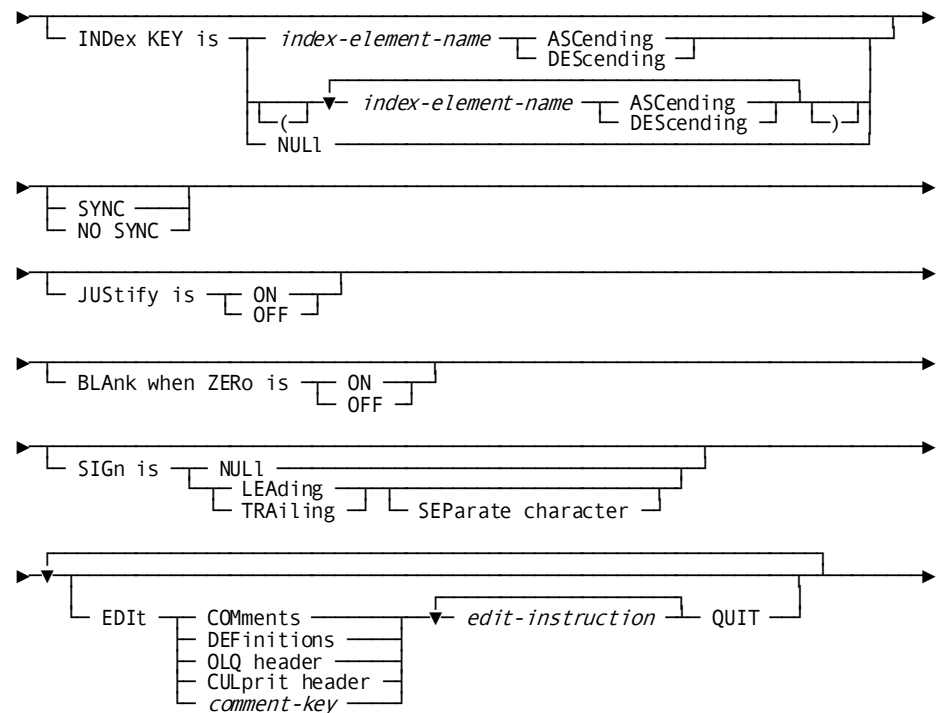 INDex KEY is index-element-name ASCending
DEScending
( index-element-name ASCending )
DEScending
NULl
SYNC
NO SYNC
JUStify is ON
OFF
BLAnk when ZERo is ON
OFF
SIGn is NULl
LEAding
TRAiling SEParate character
EDIt COMments edit-instruction QUIT
DEFinitions
OLQ header
CULprit header
comment-key